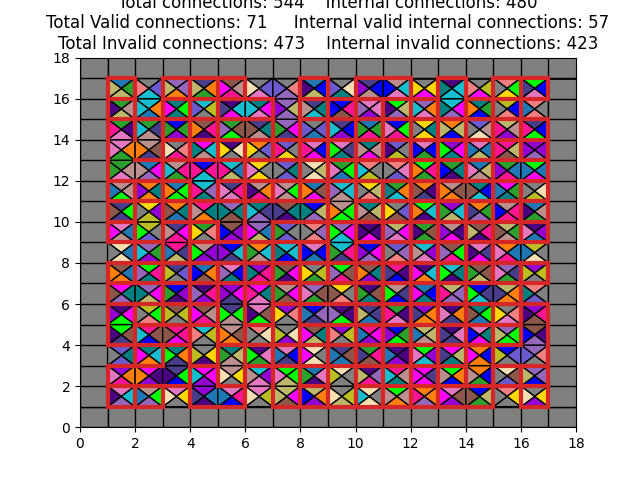 Total connections: 544 Internal connections: 480
Total Valid connections: 71 Internal valid internal connections: 57
Total Invalid connections: 473 Internal invalid connections: 423
18
16
14
12
10
8
6
4
2
0
0 2 4 6 8 10 12 14 16 18